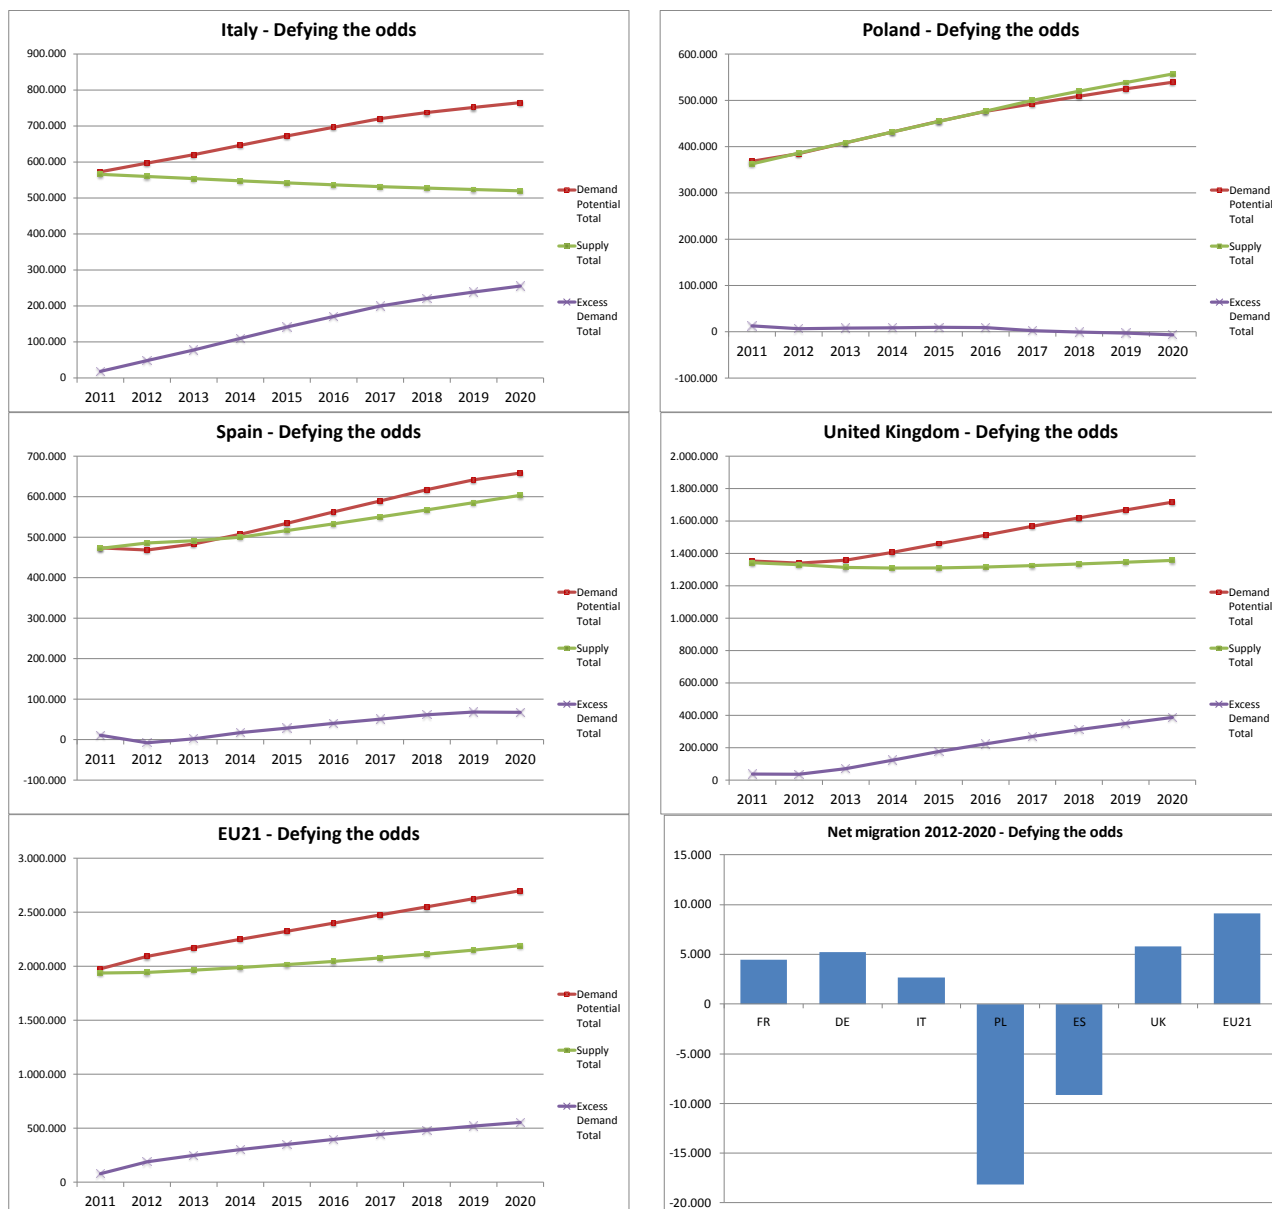 Italy - Defying the odds
900.000
800.000
700.000
600.000
500.000
400.000
300.000
200.000
100.000
0
2011 2012 2013 2014 2015 2016 2017 2018 2019 2020
Demand
Potential
Total
Supply
Total
Excess
Demand
Total
Poland - Defying the odds
600.000
500.000
400.000
300.000
200.000
100.000
0
-100.000
2011 2012 2013 2014 2015 2016 2017 2018 2019 2020
Demand
Potential
Total
Supply
Total
Excess
Demand
Total
Spain - Defying the odds
700.000
600.000
500.000
400.000
300.000
200.000
100.000
0
-100.000
2011 2012 2013 2014 2015 2016 2017 2018 2019 2020
Demand
Potential
Total
Supply
Total
Excess
Demand
Total
United Kingdom - Defying the odds
2.000.000
1.800.000
1.600.000
1.400.000
1.200.000
1.000.000
800.000
600.000
400.000
200.000
0
2011 2012 2013 2014 2015 2016 2017 2018 2019 2020
Demand
Potential
Total
Supply
Total
Excess
Demand
Total
EU21 - Defying the odds
3.000.000
2.500.000
2.000.000
1.500.000
1.000.000
500.000
0
2011 2012 2013 2014 2015 2016 2017 2018 2019 2020
Demand
Potential
Total
Supply
Total
Excess
Demand
Total
Net migration 2012-2020 - Defying the odds
15.000
10.000
5.000
0
-5.000
-10.000
-15.000
-20.000
FR DE IT PL ES UK EU21